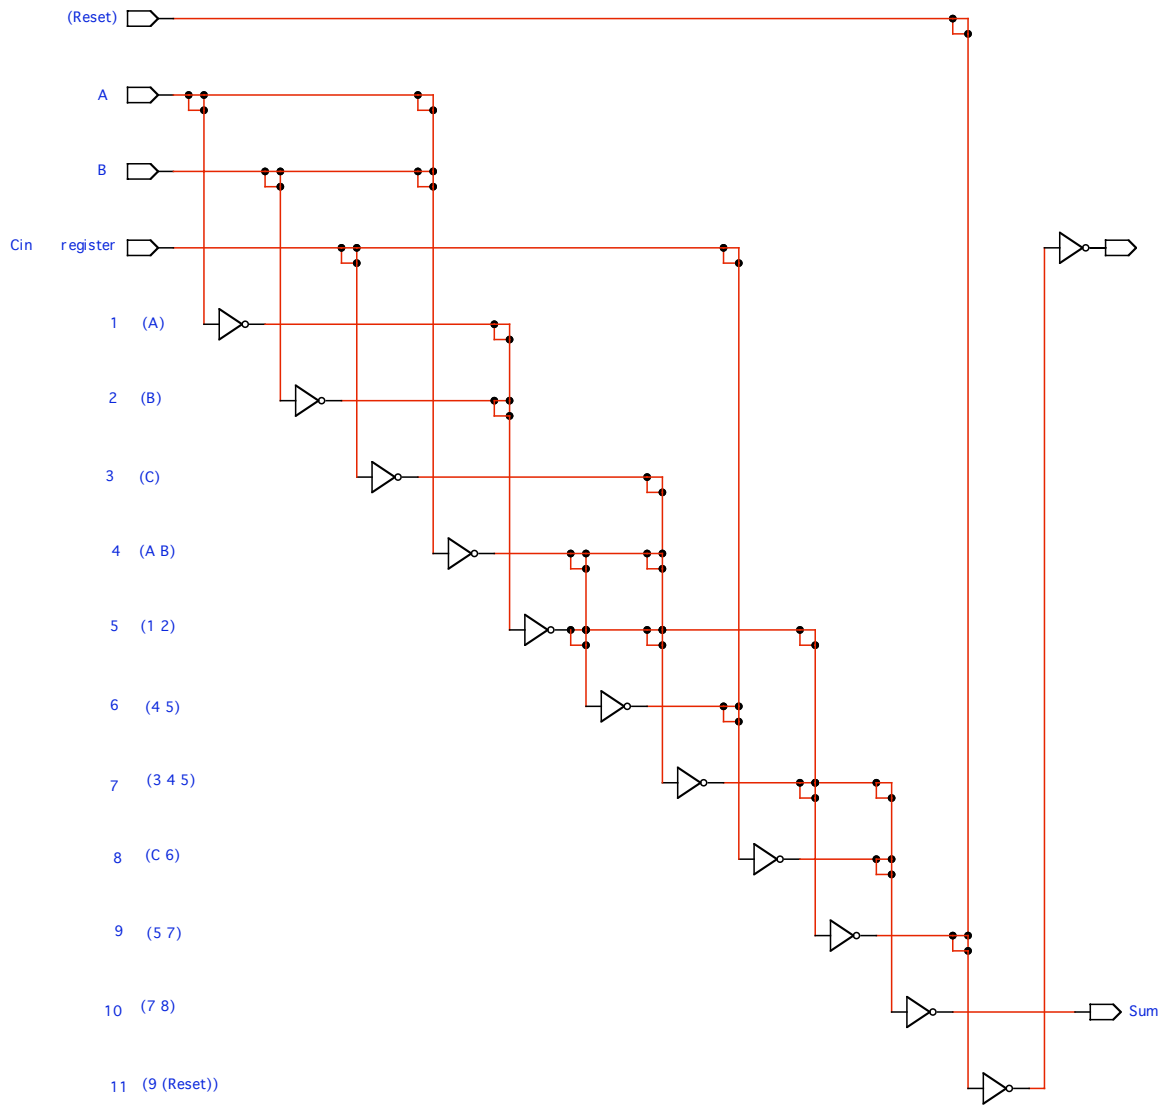 (Reset)
A
B
Cin register
1 (A)
2 (B)
3 (C)
4 (A B)
5 (1 2)
6 (4 5)
7 (3 4 5)
8 (C 6)
9 (5 7)
10 (7 8)
Sum
11 (9 (Reset))